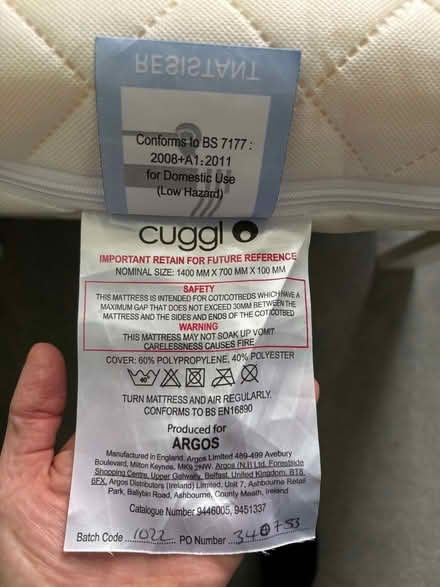 RESISTANT
Conforms to BS 7177 :
2008+A1:2011
for Domestic Use
(Low Hazard)
cuggl
IMPORTANT RETAIN FOR FUTURE REFERENCE
NOMINAL SIZE: 1400 MM X 700 MM X 100 MM
SAFETY
THIS MATTRESS IS INTENDED FOR COT/COTBEDS WHICH HAVE A
MAXIMUM GAP THAT DOES NOT EXCEED 30MM BETWEEN THE
MATTRESS AND THE SIDES AND ENDS OF THE COT/COTBED
WARNING
THIS MATTRESS MAY NOT SOAK UP VOMIT
CARELESSNESS CAUSES FIRE
COVER: 60% POLYPROPYLENE, 40% POLYESTER
40°
TURN MATTRESS AND AIR REGULARLY.
CONFORMS TO BS EN16890
Produced for
ARGOS
Manufactured in England. Argos Limited 489-499 Avebury
Boulevard, Milton Keynes, MK9 2NW. Argos (N.I) Ltd, Forestside
Shopping Centre, Upper Galwally, Belfast, United Kingdom, BT8
6FX. Argos Distributors (Ireland) Limited, Unit 7, Ashbourne Retail
Park, Ballybin Road, Ashbourne, County Meath, Ireland
Catalogue Number 9446005, 9451337
Batch Code 1022 PO Number